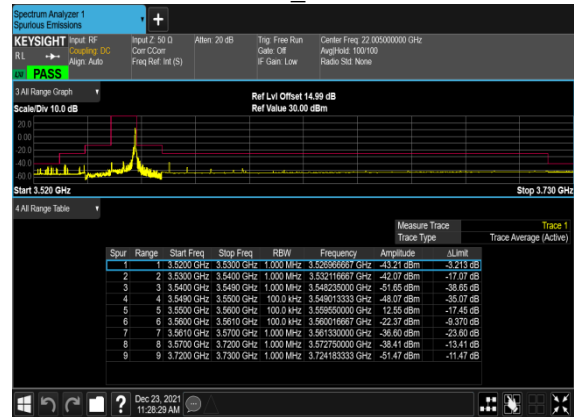 Spectrum Analyzer 1
Spurious Emissions
KEYSIGHT Input: RF Input Z: 50 Ω Atten: 20 dB Trig: Free Run Center Freq: 22.005000000 GHz
R L Coupling: DC Corr CCorr Gate: Off Avg|Hold: 100/100
Align: Auto Freq Ref: Int (S) IF Gain: Low Radio Std: None
PASS
3 All Range Graph
Ref Lvl Offset 14.99 dB
Scale/Div 10.0 dB Ref Value 30.00 dBm
20.0
0.00
-20.0
-40.0
-60.0
Start 3.520 GHz Stop 3.730 GHz
4 All Range Table
Measure Trace Trace 1
Trace Type Trace Average (Active)
Spur Range Start Freq Stop Freq RBW Frequency Amplitude ΔLimit
1 1 3.5200 GHz 3.5300 GHz 1.000 MHz 3.526966667 GHz -43.21 dBm -3.213 dB
2 2 3.5300 GHz 3.5400 GHz 1.000 MHz 3.532116667 GHz -42.07 dBm -17.07 dB
3 3 3.5400 GHz 3.5490 GHz 1.000 MHz 3.548235000 GHz -51.65 dBm -38.65 dB
4 4 3.5490 GHz 3.5500 GHz 100.0 kHz 3.549013333 GHz -48.07 dBm -35.07 dB
5 5 3.5500 GHz 3.5600 GHz 100.0 kHz 3.559550000 GHz 12.55 dBm -17.45 dB
6 6 3.5600 GHz 3.5610 GHz 100.0 kHz 3.560016667 GHz -22.37 dBm -9.370 dB
7 7 3.5610 GHz 3.5700 GHz 1.000 MHz 3.561330000 GHz -36.60 dBm -23.60 dB
8 8 3.5700 GHz 3.7200 GHz 1.000 MHz 3.572750000 GHz -38.41 dBm -13.41 dB
9 9 3.7200 GHz 3.7300 GHz 1.000 MHz 3.724183333 GHz -51.47 dBm -11.47 dB
Dec 23, 2021
11:28:29 AM